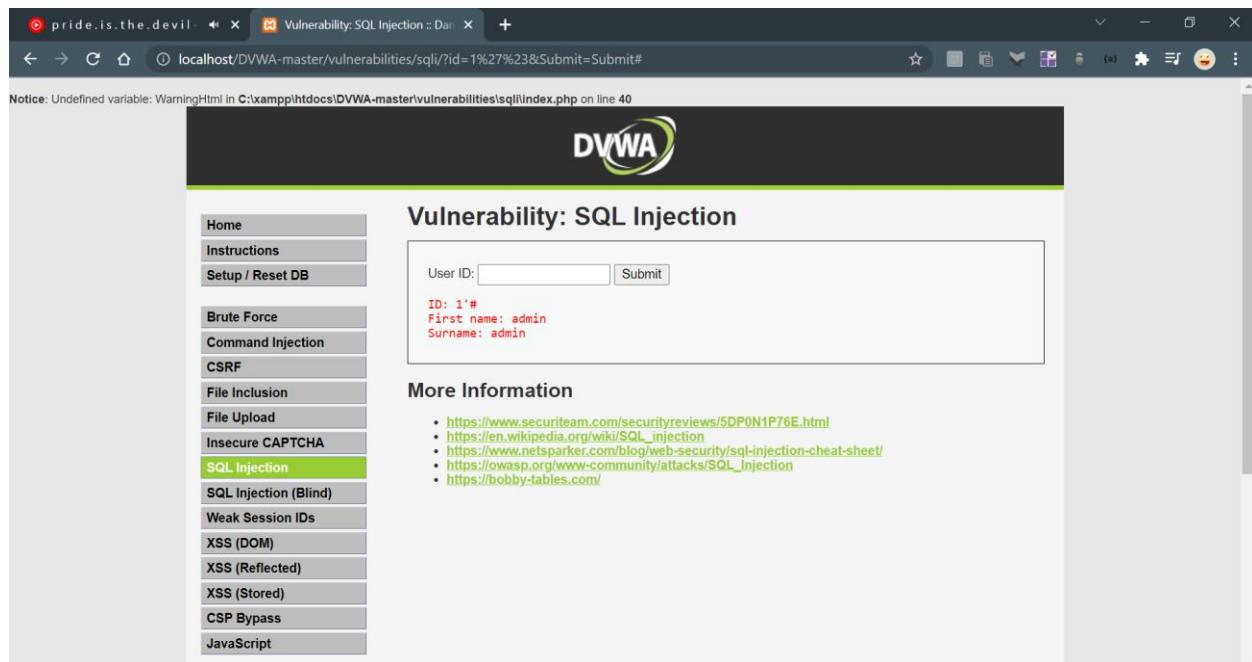 pride.is.the.devil-
Vulnerability: SQL Injection :: Dan
localhost/DVWA-master/vulnerabilities/sqli/?id=1%27%23&Submit=Submit#
Notice: Undefined variable: WarningHtml in C:\xampp\htdocs\DVWA-master\vulnerabilities\sqli\index.php on line 40
DVWA
Home
Instructions
Setup / Reset DB
Brute Force
Command Injection
CSRF
File Inclusion
File Upload
Insecure CAPTCHA
SQL Injection
SQL Injection (Blind)
Weak Session IDs
XSS (DOM)
XSS (Reflected)
XSS (Stored)
CSP Bypass
JavaScript
Vulnerability: SQL Injection
User ID: Submit
ID: 1'#
First name: admin
Surname: admin
More Information
https://www.securiteam.com/securityreviews/5DP0N1P76E.html
https://en.wikipedia.org/wiki/SQL_injection
https://www.netsparker.com/blog/web-security/sql-injection-cheat-sheet/
https://owasp.org/www-community/attacks/SQL_Injection
https://bobby-tables.com/